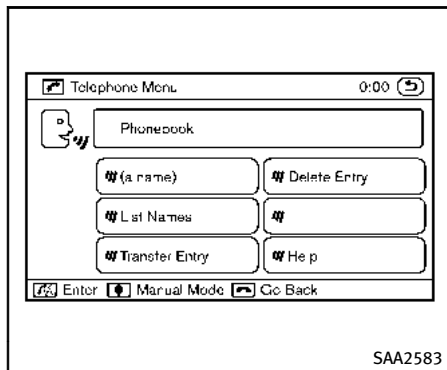 Telephone Menu 0:00
Phonebook
(a name) Delete Entry
List Names
Transfer Entry Help
Enter Manual Mode Go Back
SAA2583